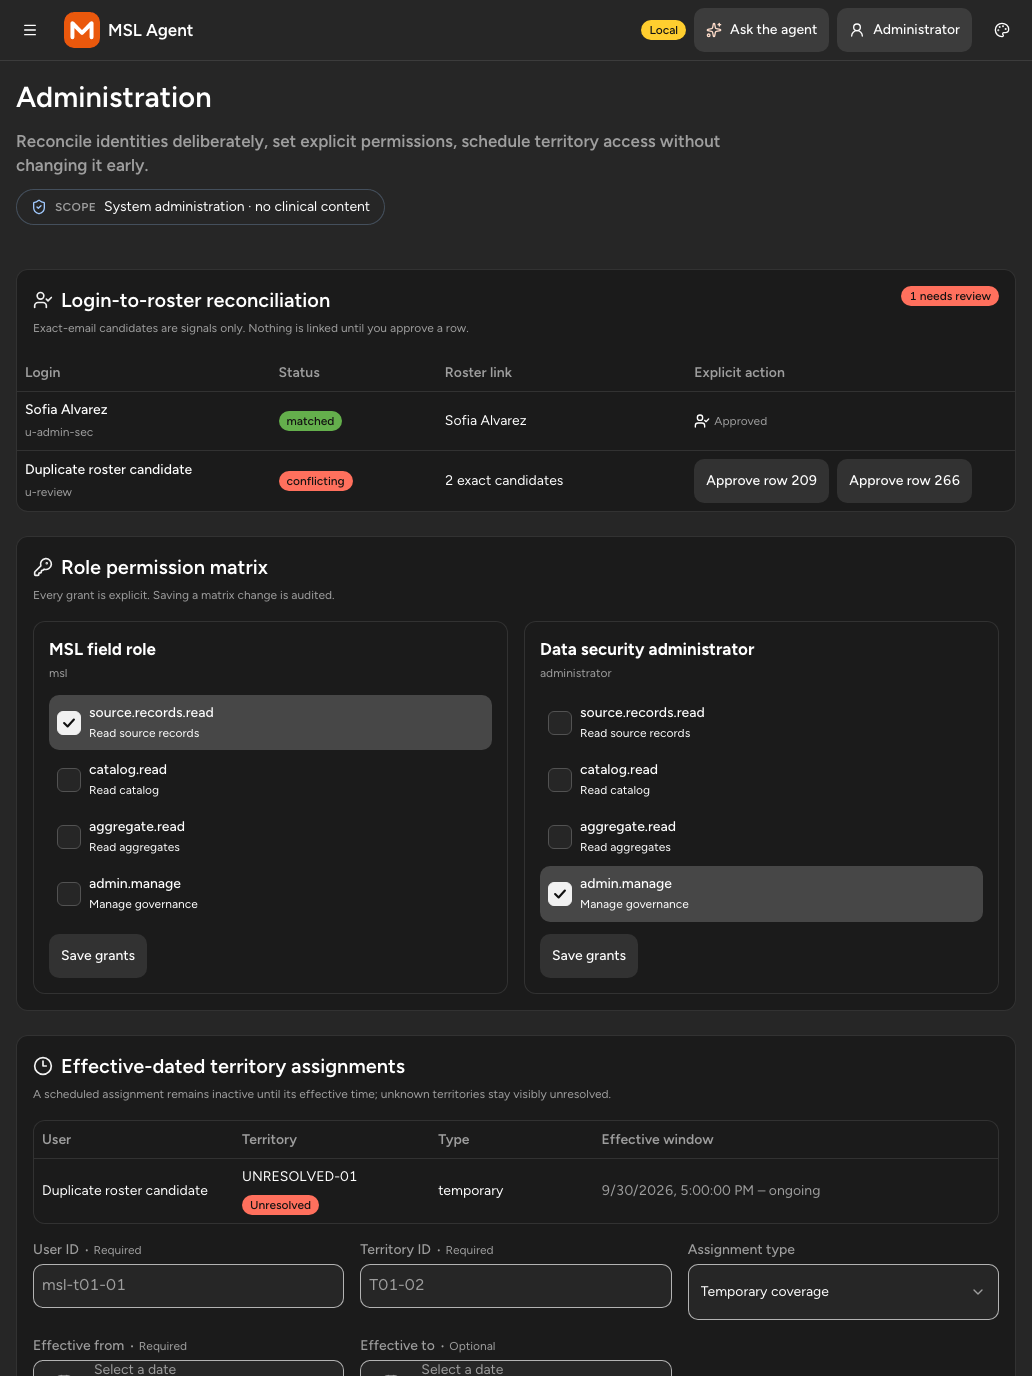 MSL Agent
Local
Ask the agent
Administrator
Administration
Reconcile identities deliberately, set explicit permissions, schedule territory access without
changing it early.
SCOPE System administration · no clinical content
Login-to-roster reconciliation
1 needs review
Exact-email candidates are signals only. Nothing is linked until you approve a row.
Login Status Roster link Explicit action
Sofia Alvarez
u-admin-sec
matched
Sofia Alvarez
Approved
Duplicate roster candidate
u-review
conflicting
2 exact candidates
Approve row 209
Approve row 266
Role permission matrix
Every grant is explicit. Saving a matrix change is audited.
MSL field role
msl
source.records.read
Read source records
catalog.read
Read catalog
aggregate.read
Read aggregates
admin.manage
Manage governance
Save grants
Data security administrator
administrator
source.records.read
Read source records
catalog.read
Read catalog
aggregate.read
Read aggregates
admin.manage
Manage governance
Save grants
Effective-dated territory assignments
A scheduled assignment remains inactive until its effective time; unknown territories stay visibly unresolved.
User Territory Type Effective window
Duplicate roster candidate
UNRESOLVED-01
Unresolved
temporary
9/30/2026, 5:00:00 PM – ongoing
User ID · Required
msl-t01-01
Territory ID · Required
T01-02
Assignment type
Temporary coverage
Effective from · Required
Select a date
Effective to · Optional
Select a date